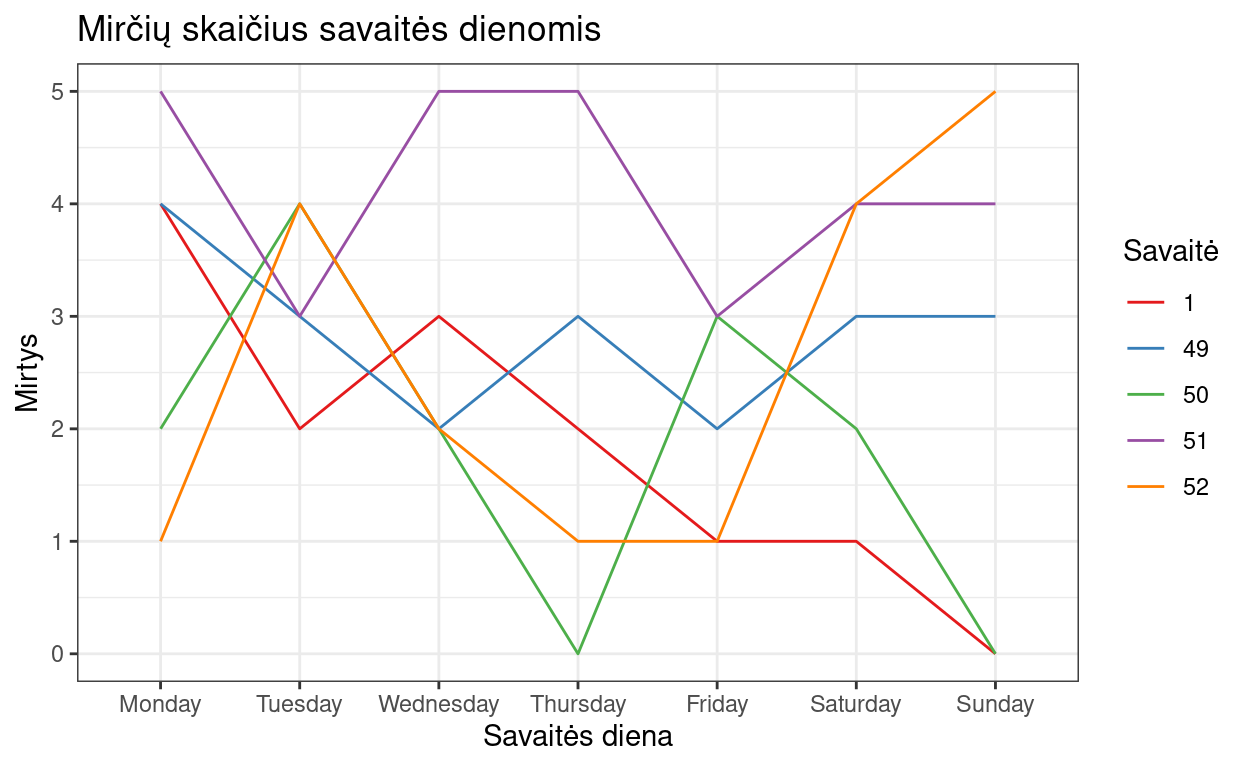 Mirčių skaičius savaitės dienomis
5
4
3
2
1
0
Mirtys
Monday Tuesday Wednesday Thursday Friday Saturday Sunday
Savaitės diena
Savaitė
1
49
50
51
52